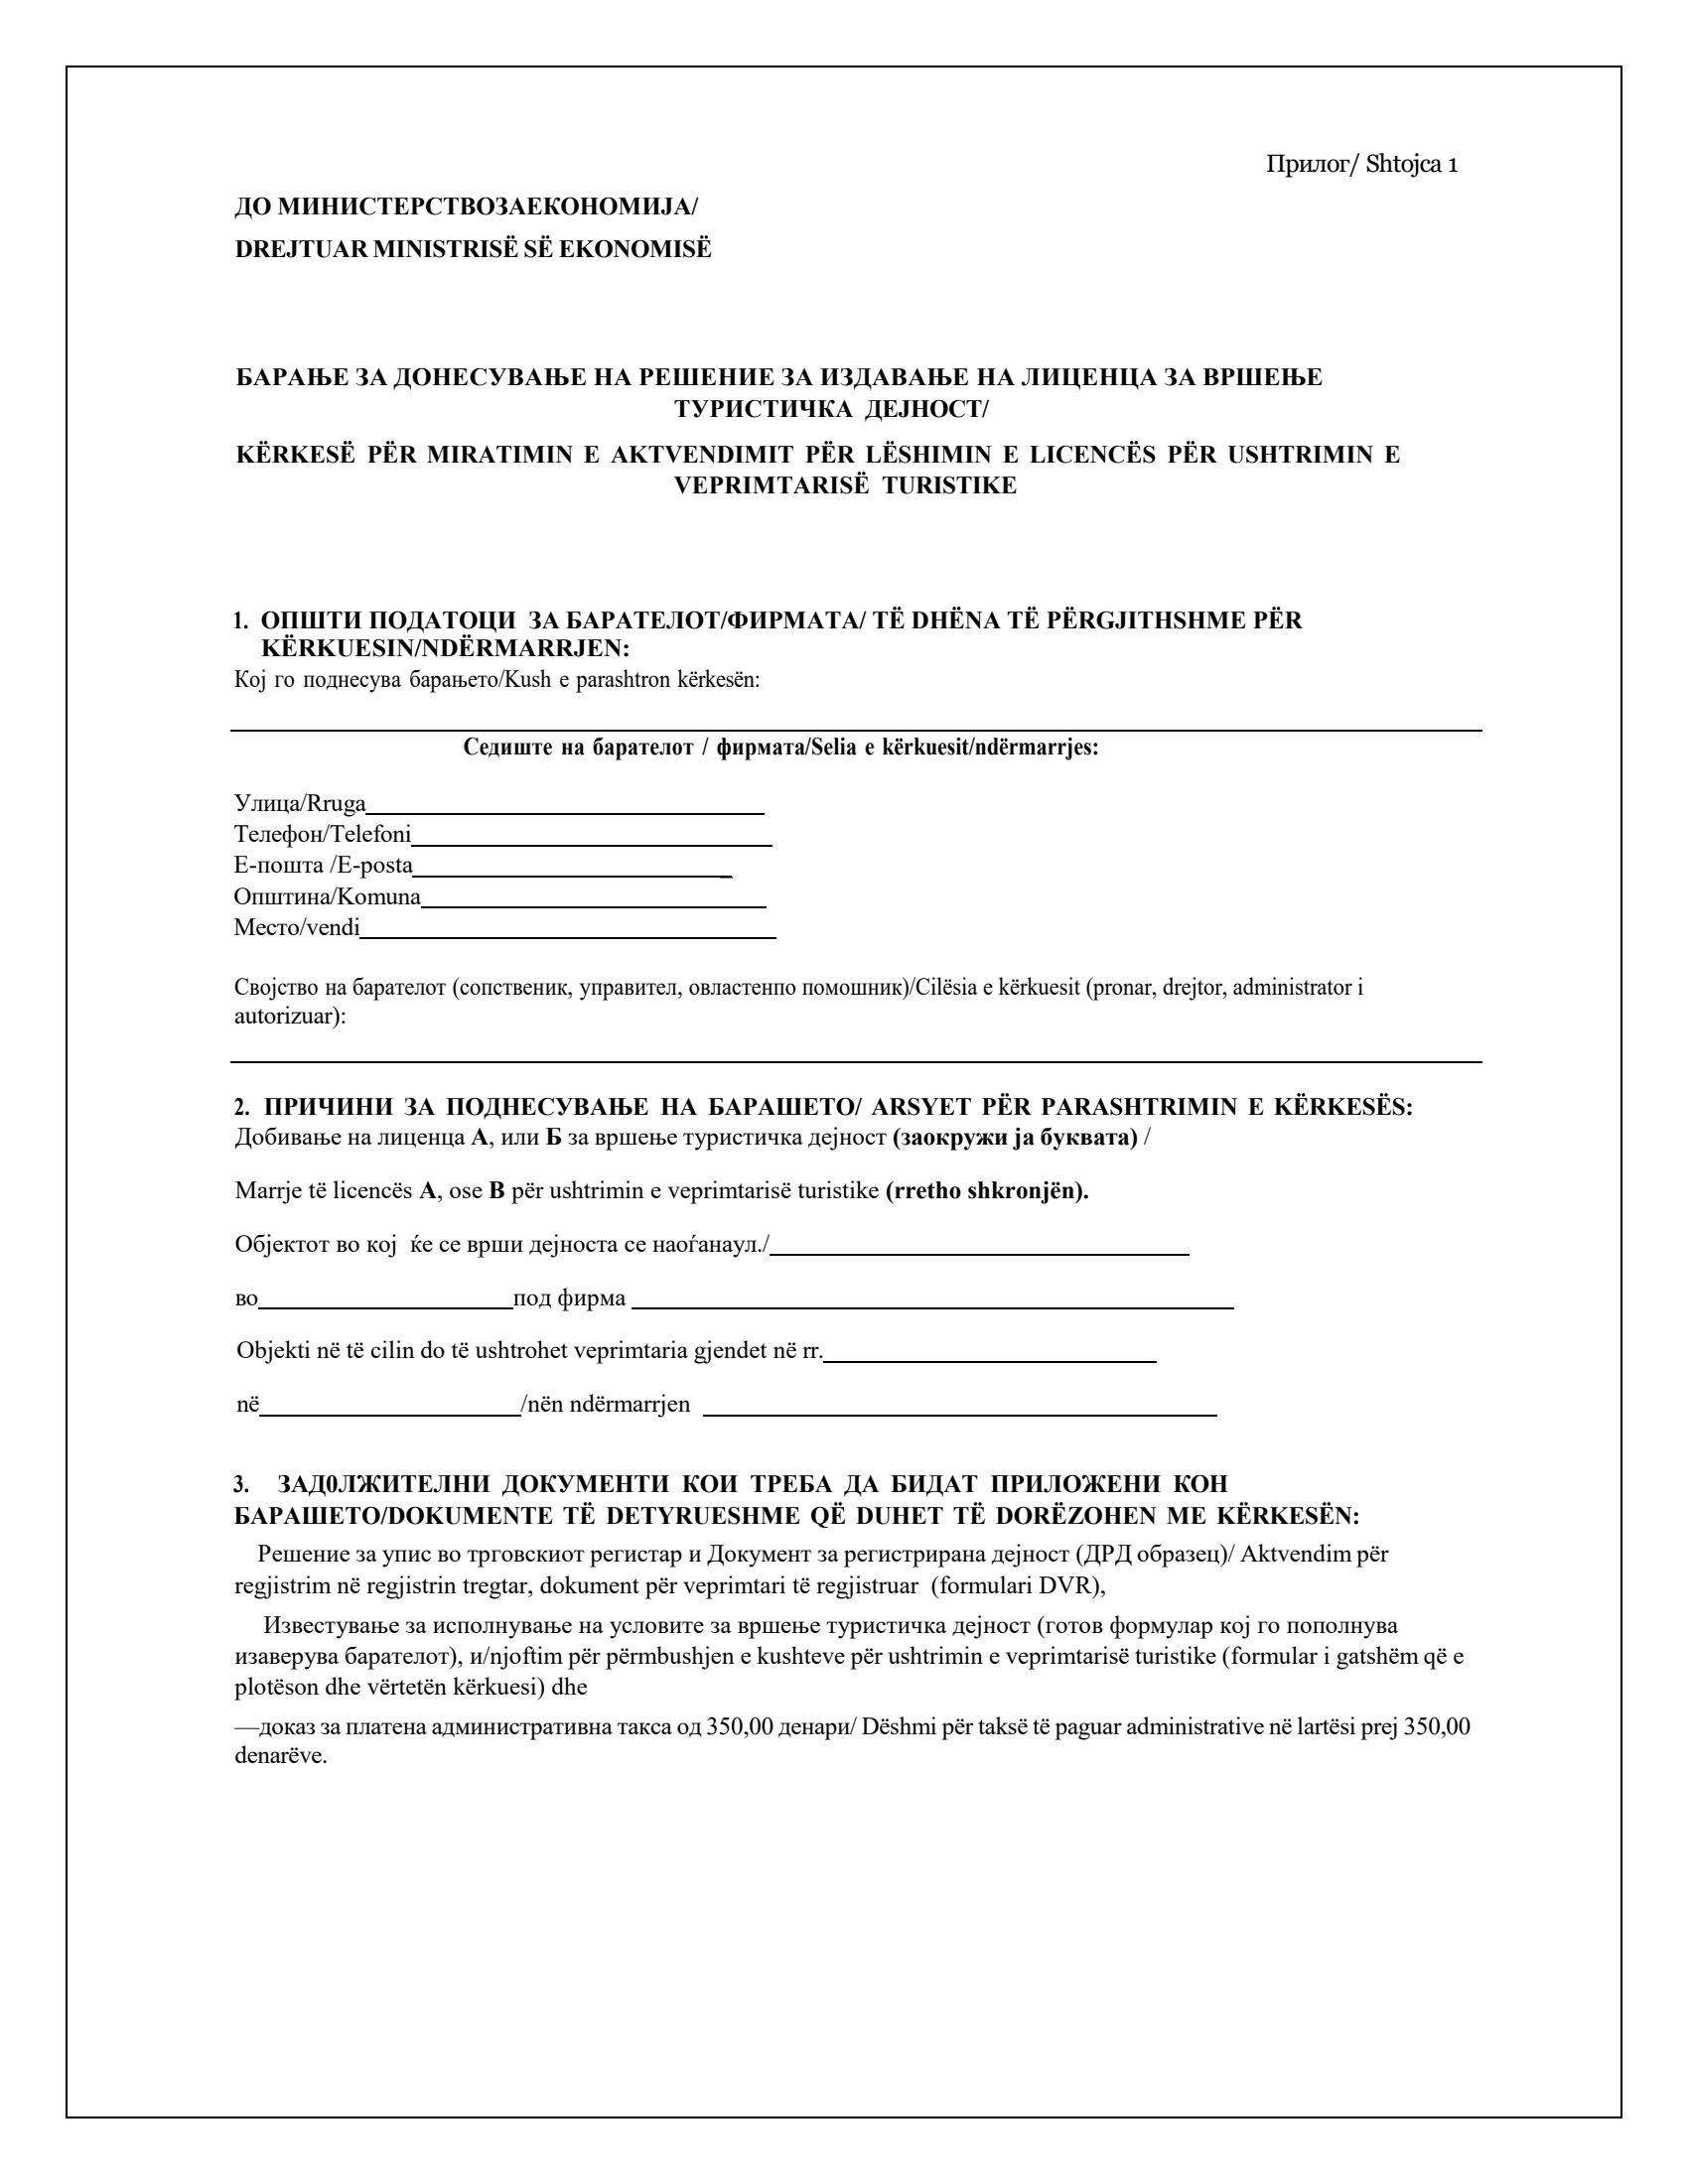 Прилог/ Shtojca 1
ДО МИНИСТЕРСТВОЗАЕКОНОМИЈА/
DREJTUAR MINISTRISË SË EKONOMISË
БАРАЊЕ ЗА ДОНЕСУВАЊЕ НА РЕШЕНИЕ ЗА ИЗДАВАЊЕ НА ЛИЦЕНЦА ЗА ВРШЕЊЕ
ТУРИСТИЧКА ДЕЈНОСТ/
KËRKESË PËR MIRATIMIN E AKTVENDIMIT PËR LËSHIMIN E LICENCËS PËR USHTRIMIN E
VEPRIMTARISË TURISTIKE
1. ОПШТИ ПОДАТОЦИ ЗА БАРАТЕЛОТ/ФИРМАТА/ TË DHËNA TË PËRGJITHSHME PËR
KËRKUESIN/NDËRMARRJEN:
Кој го поднесува барањето/Kush e parashtron kërkesën:
Седиште на барателот / фирмата/Selia e kërkuesit/ndërmarrjes:
Улица/Rruga
Телефон/Telefoni
Е-пошта /E-posta
Општина/Komuna
Место/vendi
Својство на барателот (сопственик, управител, овластенпо помошник)/Cilësia e kërkuesit (pronar, drejtor, administrator i
autorizuar):
2. ПРИЧИНИ ЗА ПОДНЕСУВАЊЕ НА БАРАШЕТО/ ARSYET PËR PARASHTRIMIN E KËRKESËS:
Добивање на лиценца А, или Б за вршење туристичка дејност (заокружи ја буквата) /
Marrje të licencës A, ose B për ushtrimin e veprimtarisë turistike (rretho shkronjën).
Објектот во кој ќе се врши дејноста се наоѓанаул./
во под фирма
Objekti në të cilin do të ushtrohet veprimtaria gjendet në rr.
në /nën ndërmarrjen
3. ЗАД0ЛЖИТЕЛНИ ДОКУМЕНТИ КОИ ТРЕБА ДА БИДАТ ПРИЛОЖЕНИ КОН
БАРАШЕТО/DOKUMENTE TË DETYRUESHME QË DUHET TË DORËZOHEN ME KËRKESËN:
Решение за упис во трговскиот регистар и Документ за регистрирана дејност (ДРД образец)/ Aktvendim për
regjistrim në regjistrin tregtar, dokument për veprimtari të regjistruar (formulari DVR),
Известување за исполнување на условите за вршење туристичка дејност (готов формулар кој го пополнува
изаверува барателот), и/njoftim për përmbushjen e kushteve për ushtrimin e veprimtarisë turistike (formular i gatshëm që e
plotëson dhe vërtetën kërkuesi) dhe
—доказ за платена административна такса од 350,00 денари/ Dëshmi për taksë të paguar administrative në lartësi prej 350,00
denarëve.